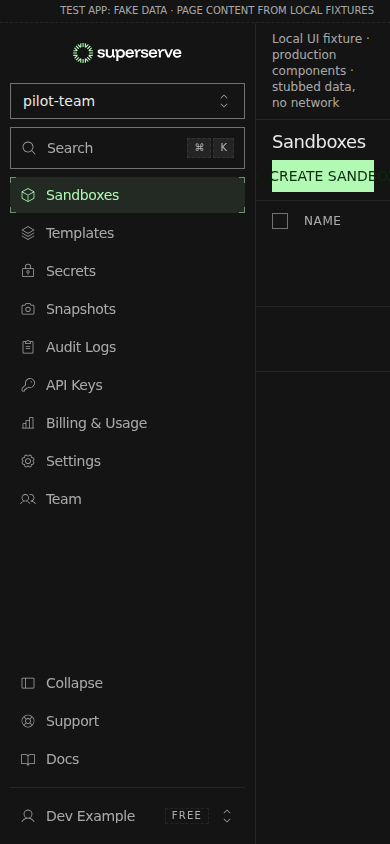 TEST APP: FAKE DATA · PAGE CONTENT FROM LOCAL FIXTURES
superserve
pilot-team
Search ⌘ K
Sandboxes
Templates
Secrets
Snapshots
Audit Logs
API Keys
Billing & Usage
Settings
Team
Collapse
Support
Docs
Dev Example FREE
Local UI fixture ·
production
components ·
stubbed data,
no network
Sandboxes
CREATE SANDB
NAME